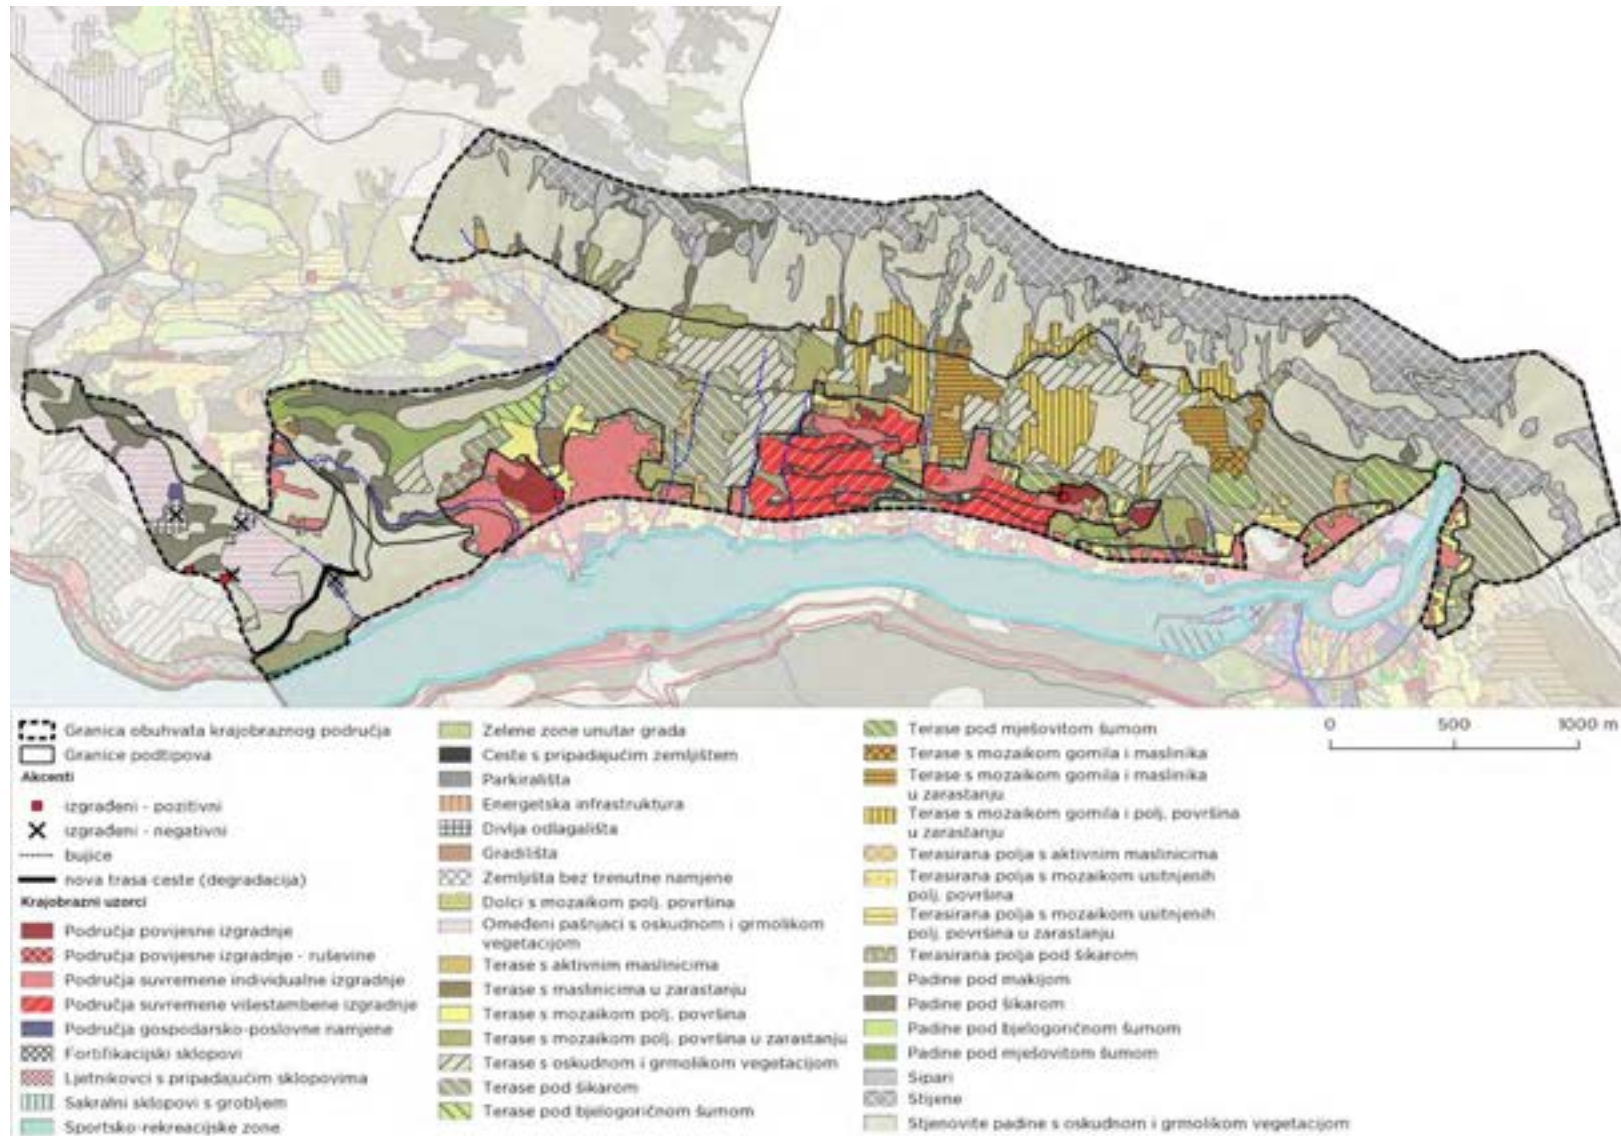 0 500 1000 m
Granica obuhvata krajobraznog područja
Granice podtipova
Akcenti
izgrađeni - pozitivni
izgrađeni - negativni
bujice
nova trasa ceste (degradacija)
Krajobrazni uzorci
Područja povijesne izgradnje
Područja povijesne izgradnje - ruševine
Područja suvremene individualne izgradnje
Područja suvremene višestambene izgradnje
Područja gospodarsko-poslovne namjene
Fortifikacijski sklopovi
Ljetnikovci s pripadajućim sklopovima
Sakralni sklopovi s grobljem
Sportsko-rekreacijske zone
Zelene zone unutar grada
Ceste s pripadajućim zemljištem
Parkirališta
Energetska infrastruktura
Divlja odlagališta
Gradilišta
Zemljišta bez trenutne namjene
Dolci s mozaikom polj. površina
Omeđeni pašnjaci s oskudnom i grmolikom
vegetacijom
Terase s aktivnim maslinicima
Terase s maslinicima u zarastanju
Terase s mozaikom polj. površina
Terase s mozaikom polj. površina u zarastanju
Terase s oskudnom i grmolikom vegetacijom
Terase pod šikarom
Terase pod bjelogoričnom šumom
Terase pod mješovitom šumom
Terase s mozaikom gomila i maslinika
Terase s mozaikom gomila i maslinika
u zarastanju
Terase s mozaikom gomila i polj. površina
u zarastanju
Terasirana polja s aktivnim maslinicima
Terasirana polja s mozaikom usitnjenih
polj. površina
Terasirana polja s mozaikom usitnjenih
polj. površina u zarastanju
Terasirana polja pod šikarom
Padine pod makijom
Padine pod šikarom
Padine pod bjelogoričnom šumom
Padine pod mješovitom šumom
Sipari
Stijene
Stjenovite padine s oskudnom i grmolikom vegetacijom